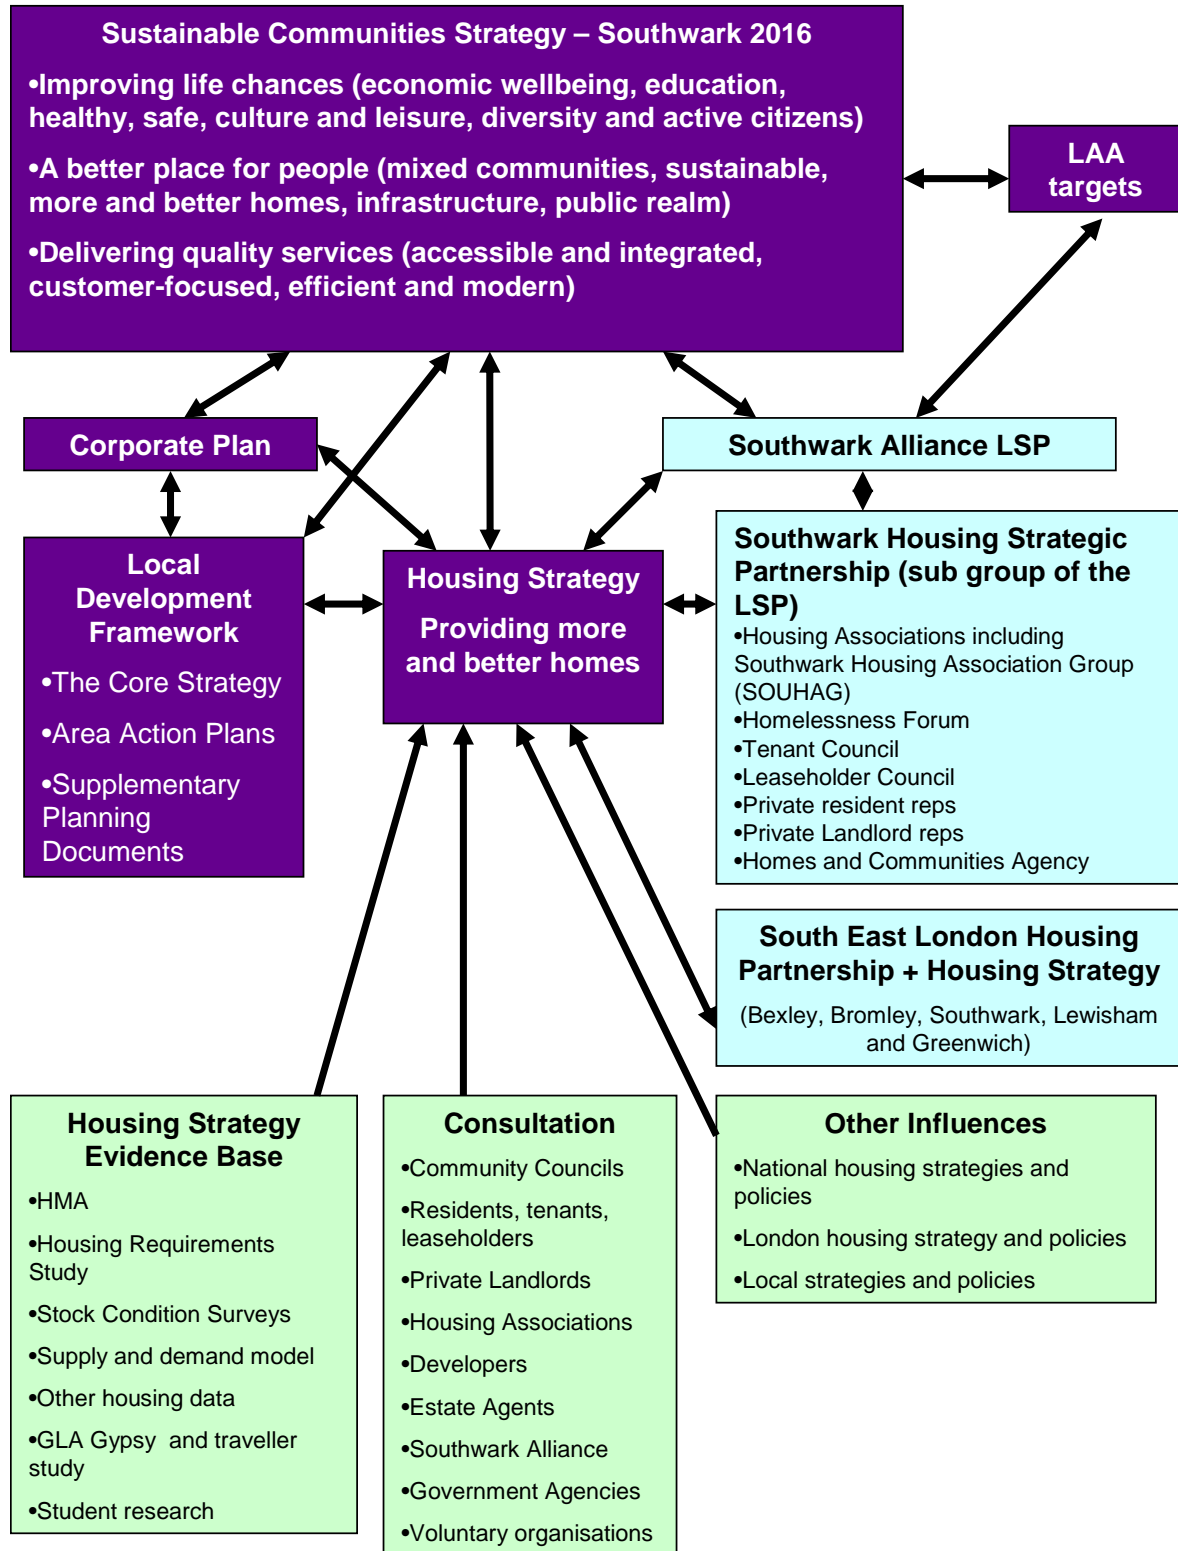 Sustainable Communities Strategy – Southwark 2016
•Improving life chances (economic wellbeing, education,
healthy, safe, culture and leisure, diversity and active citizens)
•A better place for people (mixed communities, sustainable,
more and better homes, infrastructure, public realm)
•Delivering quality services (accessible and integrated,
customer-focused, efficient and modern)
LAA
targets
Corporate Plan
Southwark Alliance LSP
Local
Development
Framework
•The Core Strategy
•Area Action Plans
•Supplementary
Planning
Documents
Housing Strategy
Providing more
and better homes
Southwark Housing Strategic
Partnership (sub group of the
LSP)
•Housing Associations including
Southwark Housing Association Group
(SOUHAG)
•Homelessness Forum
•Tenant Council
•Leaseholder Council
•Private resident reps
•Private Landlord reps
•Homes and Communities Agency
South East London Housing
Partnership + Housing Strategy
(Bexley, Bromley, Southwark, Lewisham
and Greenwich)
Housing Strategy
Evidence Base
•HMA
•Housing Requirements
Study
•Stock Condition Surveys
•Supply and demand model
•Other housing data
•GLA Gypsy and traveller
study
•Student research
Consultation
•Community Councils
•Residents, tenants,
leaseholders
•Private Landlords
•Housing Associations
•Developers
•Estate Agents
•Southwark Alliance
•Government Agencies
•Voluntary organisations
Other Influences
•National housing strategies and
policies
•London housing strategy and policies
•Local strategies and policies